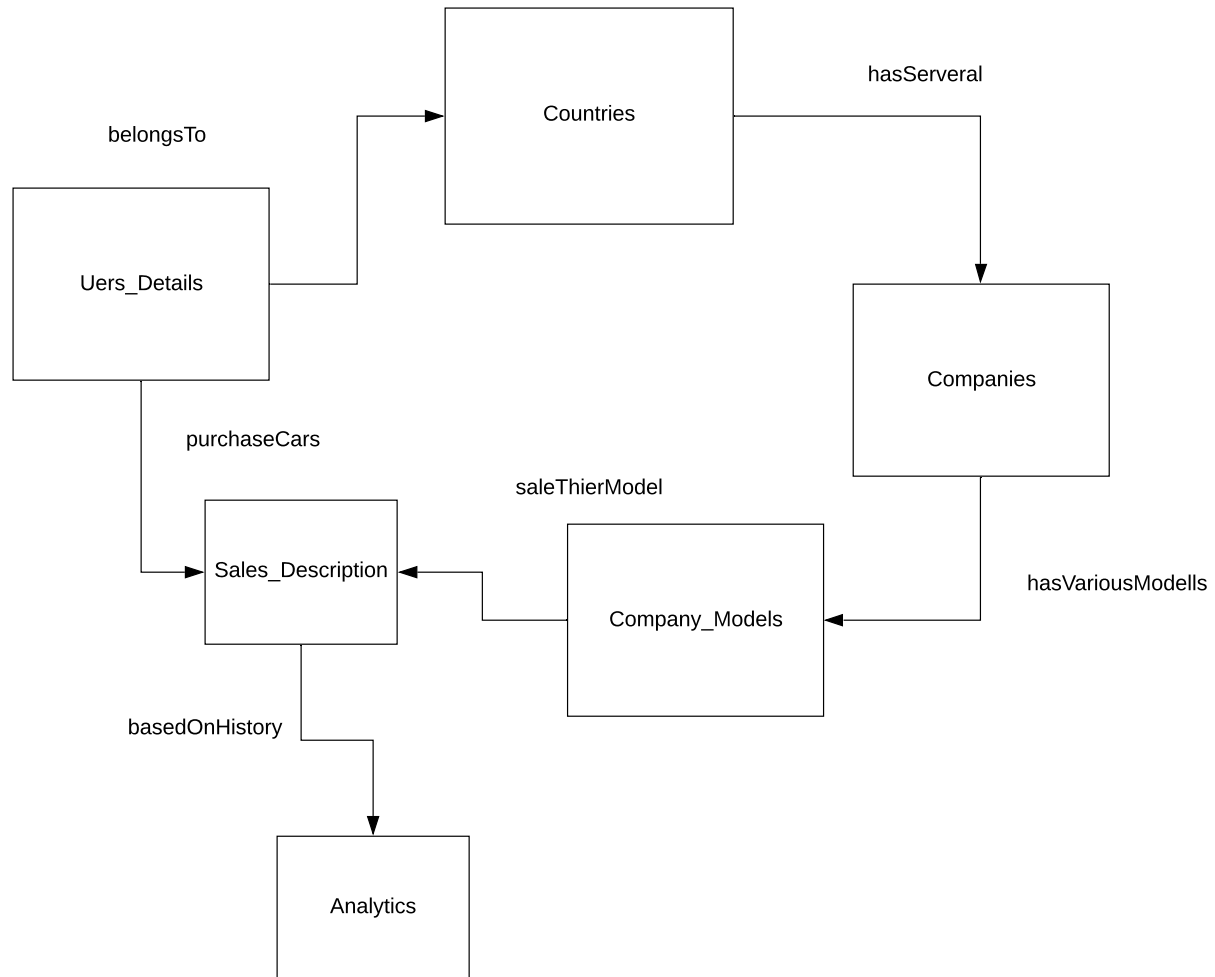 hasServeral
Countries
belongsTo
Uers_Details
Companies
purchaseCars
saleThierModel
Sales_Description
hasVariousModells
Company_Models
basedOnHistory
Analytics